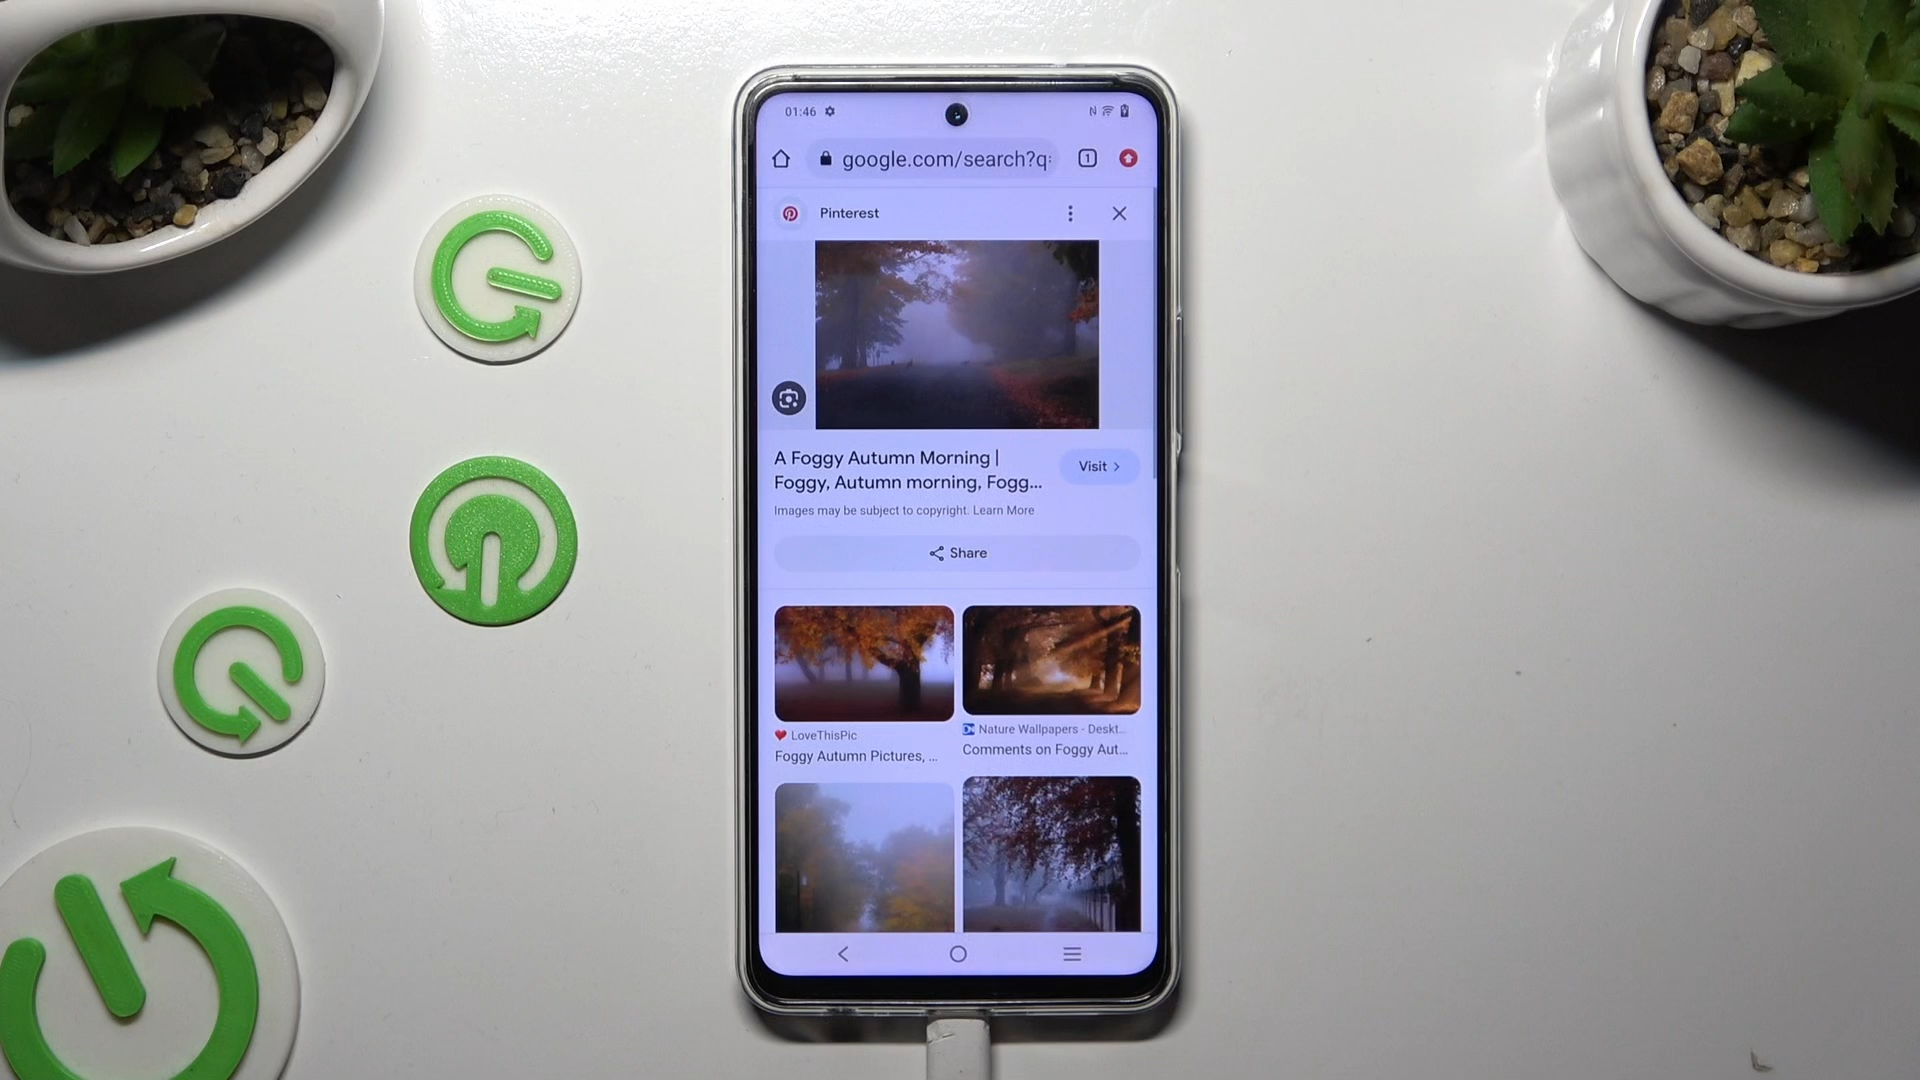 01:46
google.com/search?q
1
Pinterest
A Foggy Autumn Morning |
Foggy, Autumn morning, Fogg...
Visit
Images may be subject to copyright. Learn More
Share
LoveThisPic
Foggy Autumn Pictures, ...
Nature Wallpapers - Deskt...
Comments on Foggy Aut...